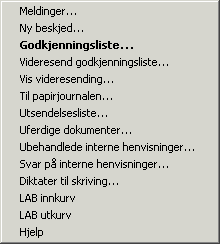 Meldinger...
Ny beskjed...
Godkjenningsliste...
Videresend godkjenningsliste...
Vis videresending...
Til papirjournalen...
Utsendelsesliste...
Uferdige dokumenter...
Ubehandlede interne henvisninger...
Svar på interne henvisninger...
Diktater til skriving...
LAB innkurv
LAB utkurv
Hjelp